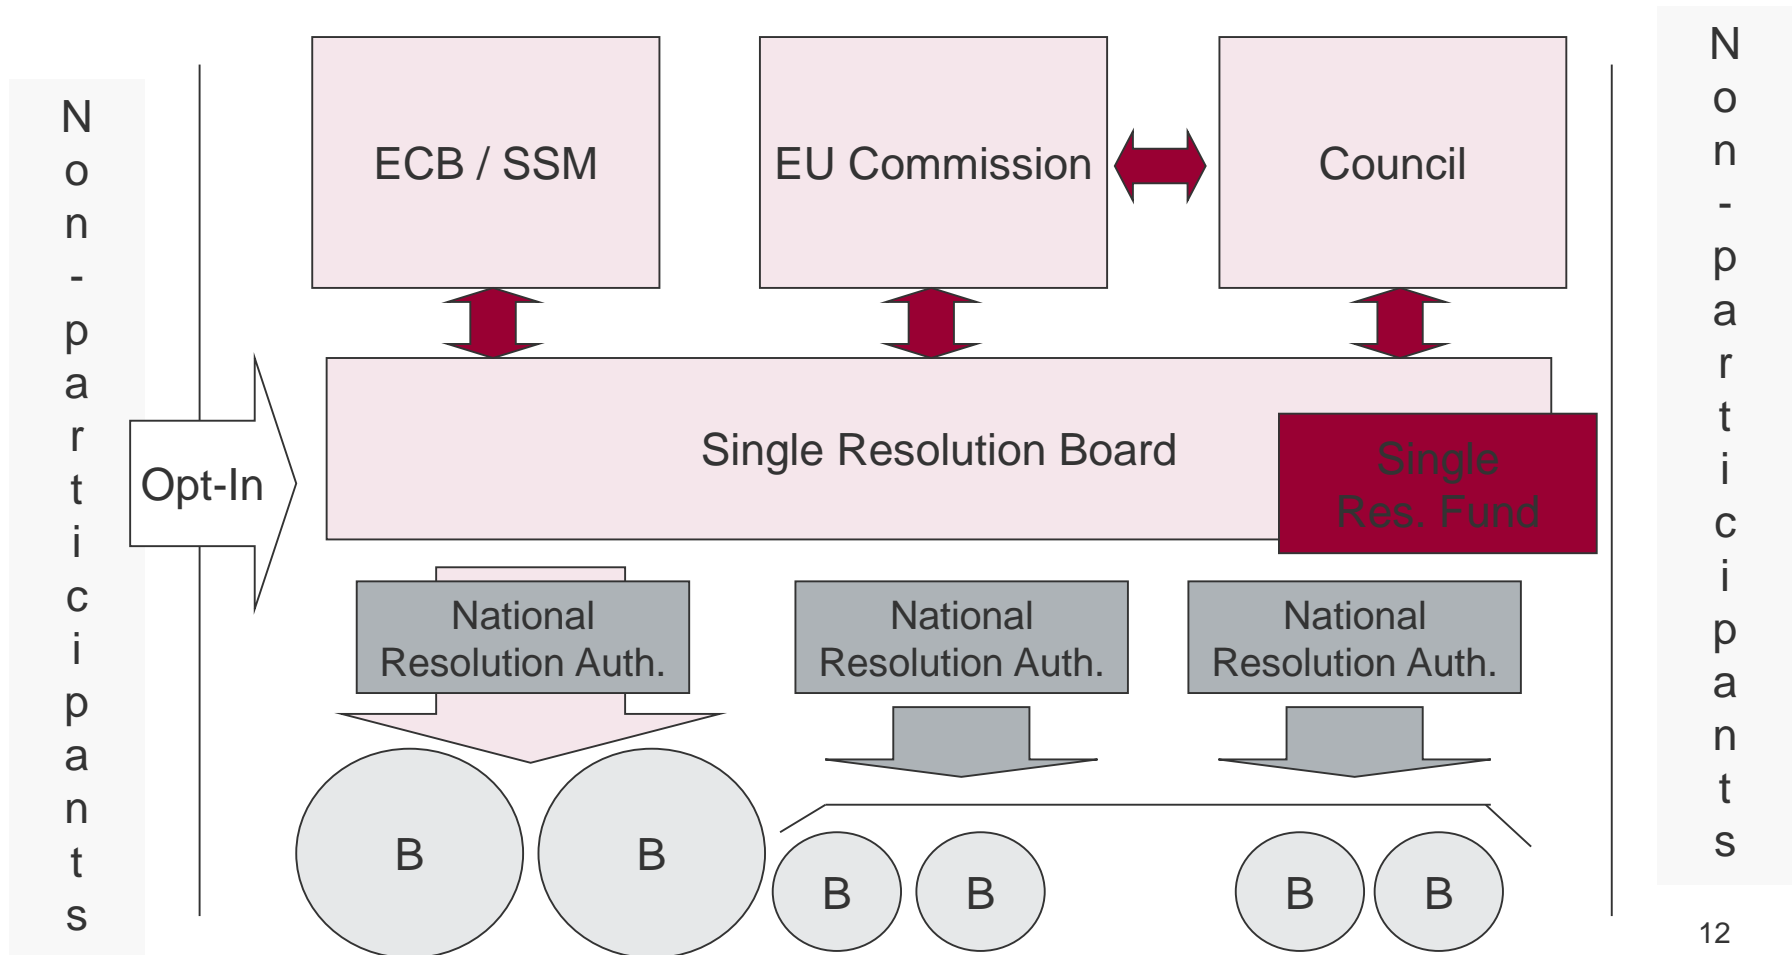 Non-participants
ECB / SSM
EU Commission
Council
Non-participants
Opt-In
Single Resolution Board
Single
Res. Fund
National
Resolution Auth.
National
Resolution Auth.
National
Resolution Auth.
B
B
B
B
B
B
12